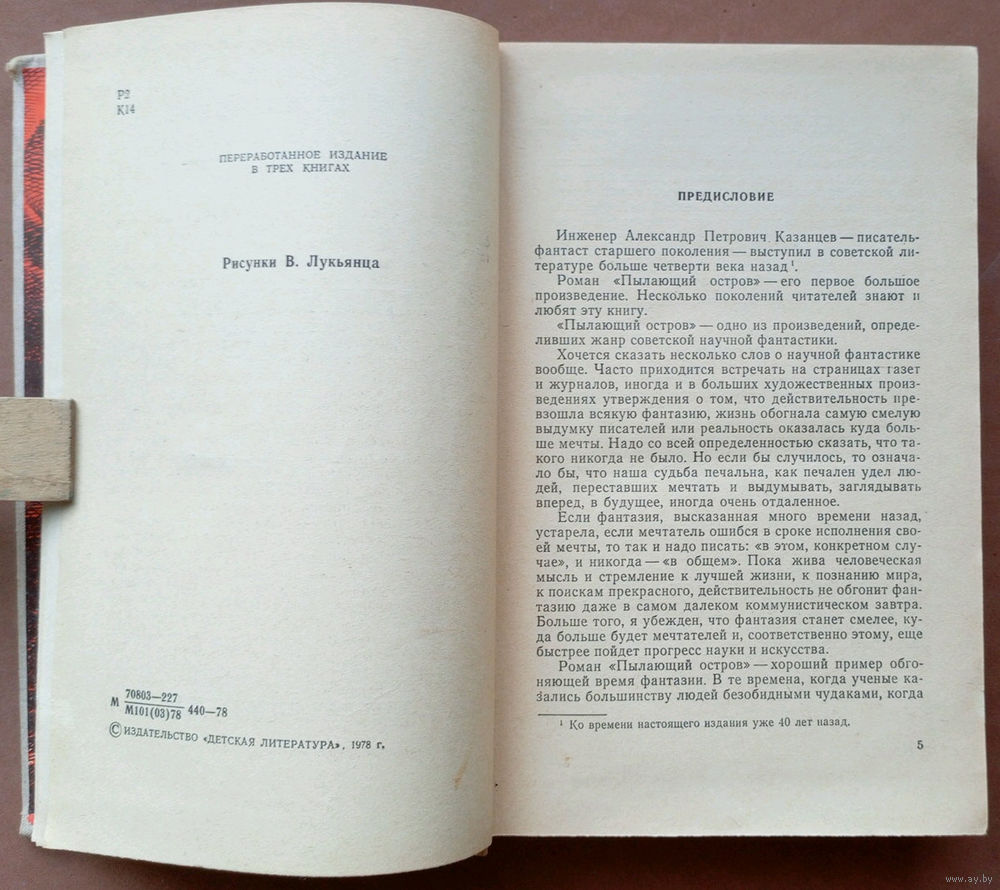 Р2
К14
ПЕРЕРАБОТАННОЕ ИЗДАНИЕ
В ТРЕХ КНИГАХ
Рисунки В. Лукьянца
М 70803—227
М101(03)78 440—78
© ИЗДАТЕЛЬСТВО «ДЕТСКАЯ ЛИТЕРАТУРА», 1978 г.
ПРЕДИСЛОВИЕ
Инженер Александр Петрович Казанцев — писатель-
фантаст старшего поколения — выступил в советской ли-
тературе больше четверти века назад¹.
Роман «Пылающий остров» — его первое большое
произведение. Несколько поколений читателей знают и
любят эту книгу.
«Пылающий остров» — одно из произведений, опреде-
ливших жанр советской научной фантастики.
Хочется сказать несколько слов о научной фантастике
вообще. Часто приходится встречать на страницах газет
и журналов, иногда и в больших художественных произ-
ведениях утверждения о том, что действительность пре-
взошла всякую фантазию, жизнь обогнала самую смелую
выдумку писателей или реальность оказалась куда боль-
ше мечты. Надо со всей определенностью сказать, что та-
кого никогда не было. Но если бы случилось, то означа-
ло бы, что наша судьба печальна, как печален удел лю-
дей, переставших мечтать и выдумывать, заглядывать
вперед, в будущее, иногда очень отдаленное.
Если фантазия, высказанная много времени назад,
устарела, если мечтатель ошибся в сроке исполнения сво-
ей мечты, то так и надо писать: «в этом, конкретном слу-
чае», и никогда — «в общем». Пока жива человеческая
мысль и стремление к лучшей жизни, к познанию мира,
к поискам прекрасного, действительность не обгонит фан-
тазию даже в самом далеком коммунистическом завтра.
Больше того, я убежден, что фантазия станет смелее, ку-
да больше будет мечтателей и, соответственно этому, еще
быстрее пойдет прогресс науки и искусства.
Роман «Пылающий остров» — хороший пример обго-
няющей время фантазии. В те времена, когда ученые ка-
зались большинству людей безобидными чудаками, когда
¹ Ко времени настоящего издания уже 40 лет назад.
5
www.ay.by